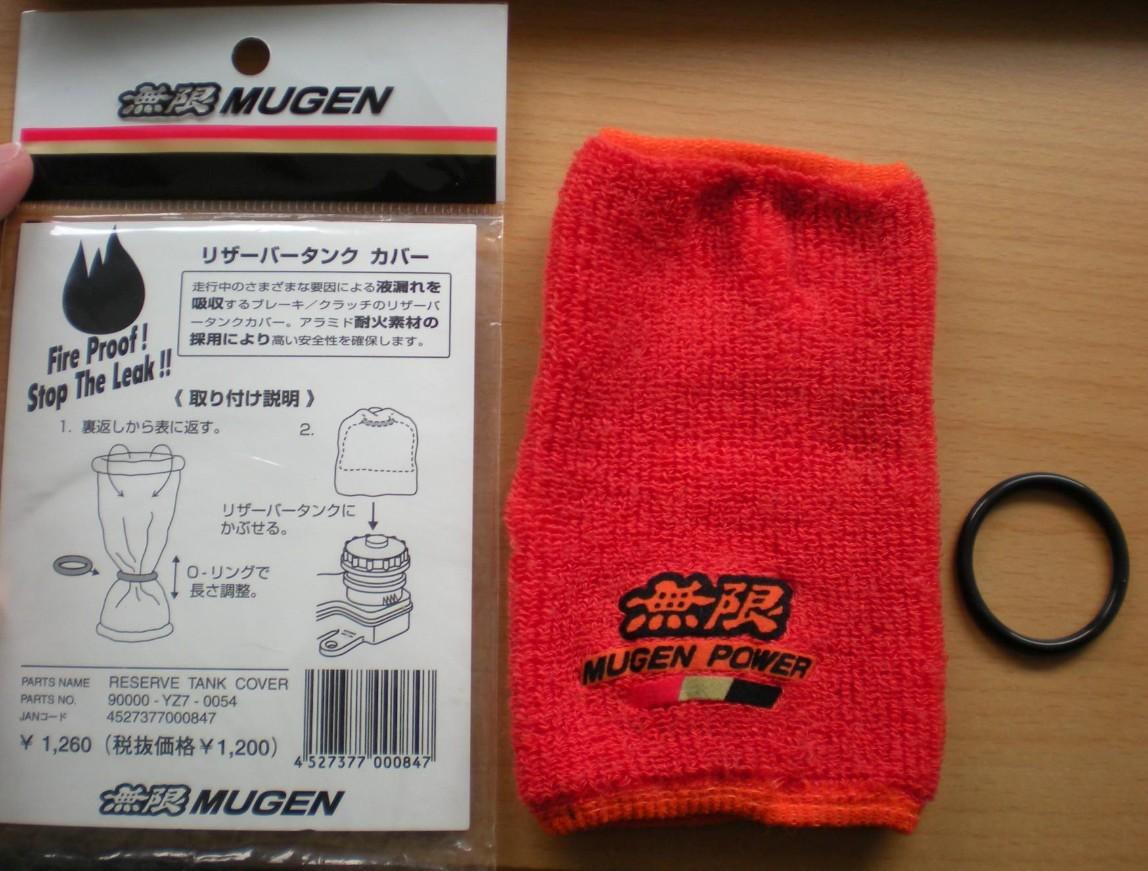 無限 MUGEN
Fire Proof!
Stop The Leak!!
リザーバータンク カバー
走行中のさまざまな要因による液漏れを
吸収するブレーキ／クラッチのリザーバ
ータンクカバー。アラミド耐火素材の
採用により高い安全性を確保します。
《 取り付け説明 》
1. 裏返しから表に返す。
2.
リザーバータンクに
かぶせる。
O-リングで
長さ調整。
PARTS NAME RESERVE TANK COVER
PARTS NO. 90000-YZ7-0054
JANコード 4527377000847
¥ 1,260（税抜価格¥1,200）
4 527377 000847
無限 MUGEN
無限
MUGEN POWER